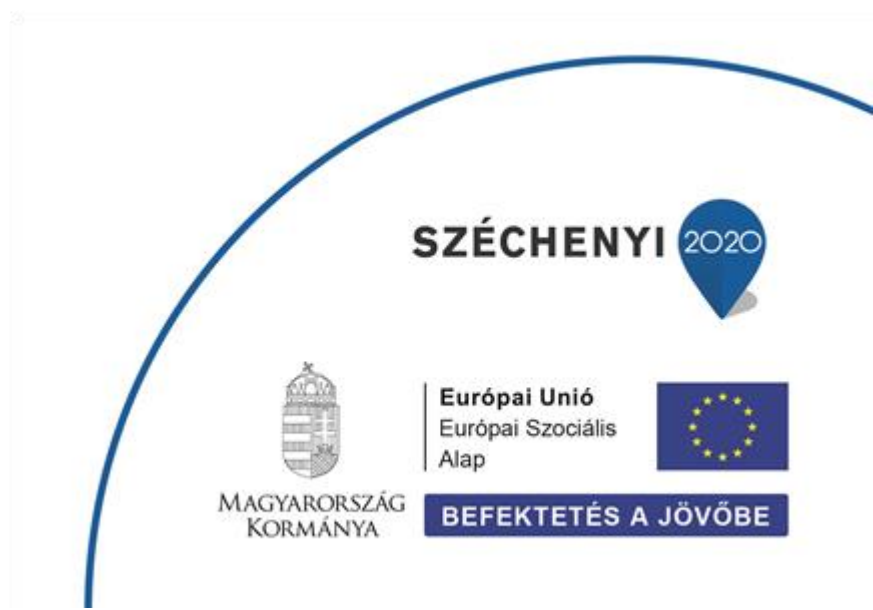 SZÉCHENYI 2020
Európai Unió
Európai Szociális
Alap
MAGYARORSZÁG
KORMÁNYA
BEFEKTETÉS A JÖVŐBE